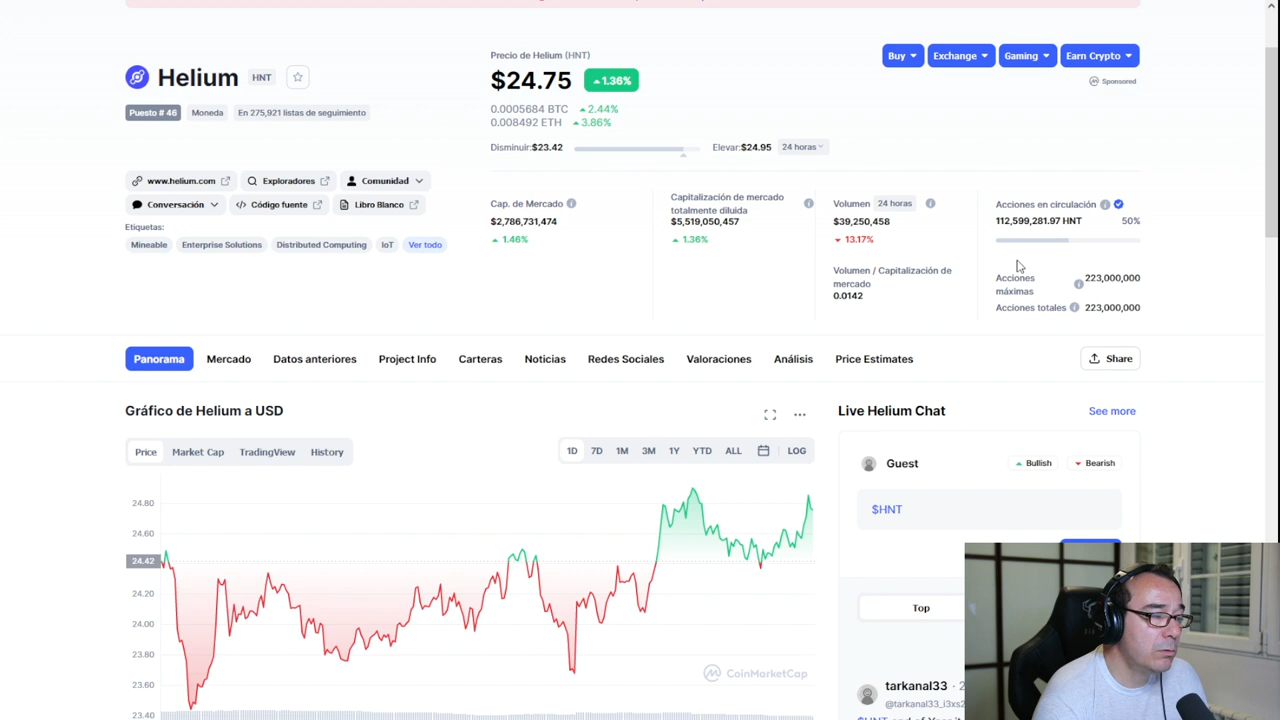 Helium HNT
Puesto # 46 Moneda En 275,921 listas de seguimiento
www.helium.com Exploradores Comunidad
Conversación Código fuente Libro Blanco
Etiquetas:
Mineable Enterprise Solutions Distributed Computing IoT Ver todo
Precio de Helium (HNT)
$24.75 1.36%
0.0005684 BTC 2.44%
0.008492 ETH 3.86%
Disminuir:$23.42 Elevar:$24.95 24 horas
Buy Exchange Gaming Earn Crypto
Sponsored
Cap. de Mercado
$2,786,731,474
1.46%
Capitalización de mercado
totalmente diluida
$5,519,050,457
1.36%
Volumen 24 horas
$39,250,458
13.17%
Volumen / Capitalización de
mercado
0.0142
Acciones en circulación
112,599,281.97 HNT 50%
Acciones
máximas
223,000,000
Acciones totales 223,000,000
Panorama Mercado Datos anteriores Project Info Carteras Noticias Redes Sociales Valoraciones Análisis Price Estimates Share
Gráfico de Helium a USD
Price Market Cap TradingView History
1D 7D 1M 3M 1Y YTD ALL LOG
24.80
24.60
24.42
24.20
24.00
23.80
23.60
23.40
CoinMarketCap
Live Helium Chat See more
Guest Bullish Bearish
$HNT
Top
tarkanal33 · 2
@tarkanal33_i3xs2